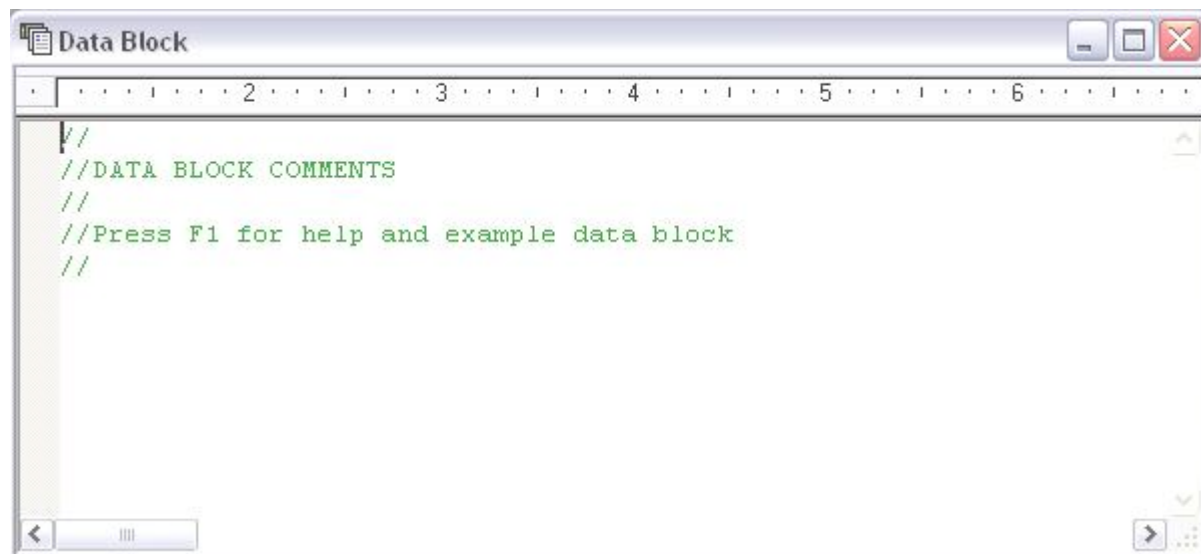 Data Block
2 3 4 5 6
//
//DATA BLOCK COMMENTS
//
//Press F1 for help and example data block
//